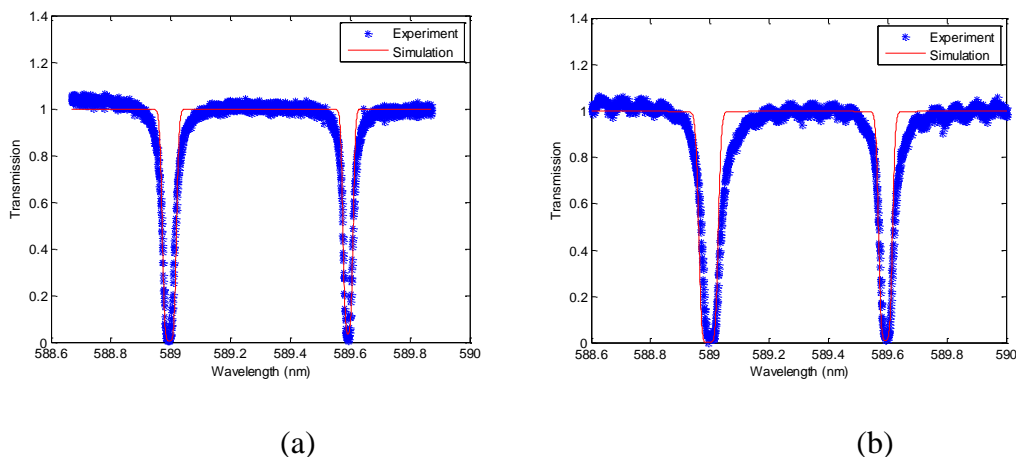 1.4
1.2
1
0.8
0.6
0.4
0.2
0
Transmission
588.6 588.8 589 589.2 589.4 589.6 589.8 590
Wavelength (nm)
Experiment
Simulation
(a)
1.4
1.2
1
0.8
0.6
0.4
0.2
0
Transmission
588.6 588.8 589 589.2 589.4 589.6 589.8 590
Wavelength (nm)
Experiment
Simulation
(b)